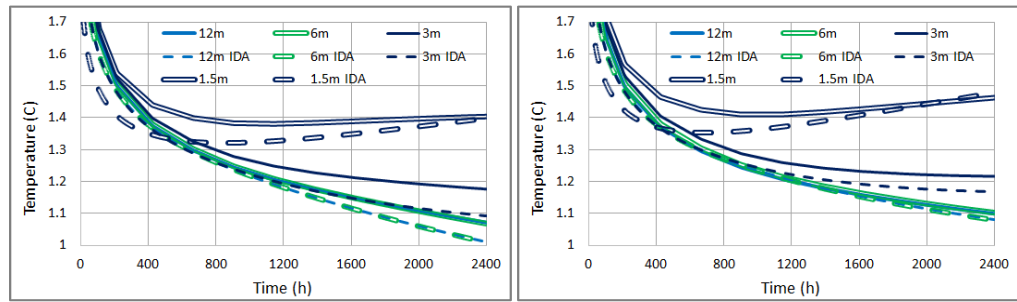 1.7
1.6
1.5
1.4
1.3
1.2
1.1
1
Temperature (C)
12m 6m 3m
12m IDA 6m IDA 3m IDA
1.5m 1.5m IDA
0 400 800 1200 1600 2000 2400
Time (h)
1.7
1.6
1.5
1.4
1.3
1.2
1.1
1
Temperature (C)
12m 6m 3m
12m IDA 6m IDA 3m IDA
1.5m 1.5m IDA
0 400 800 1200 1600 2000 2400
Time (h)